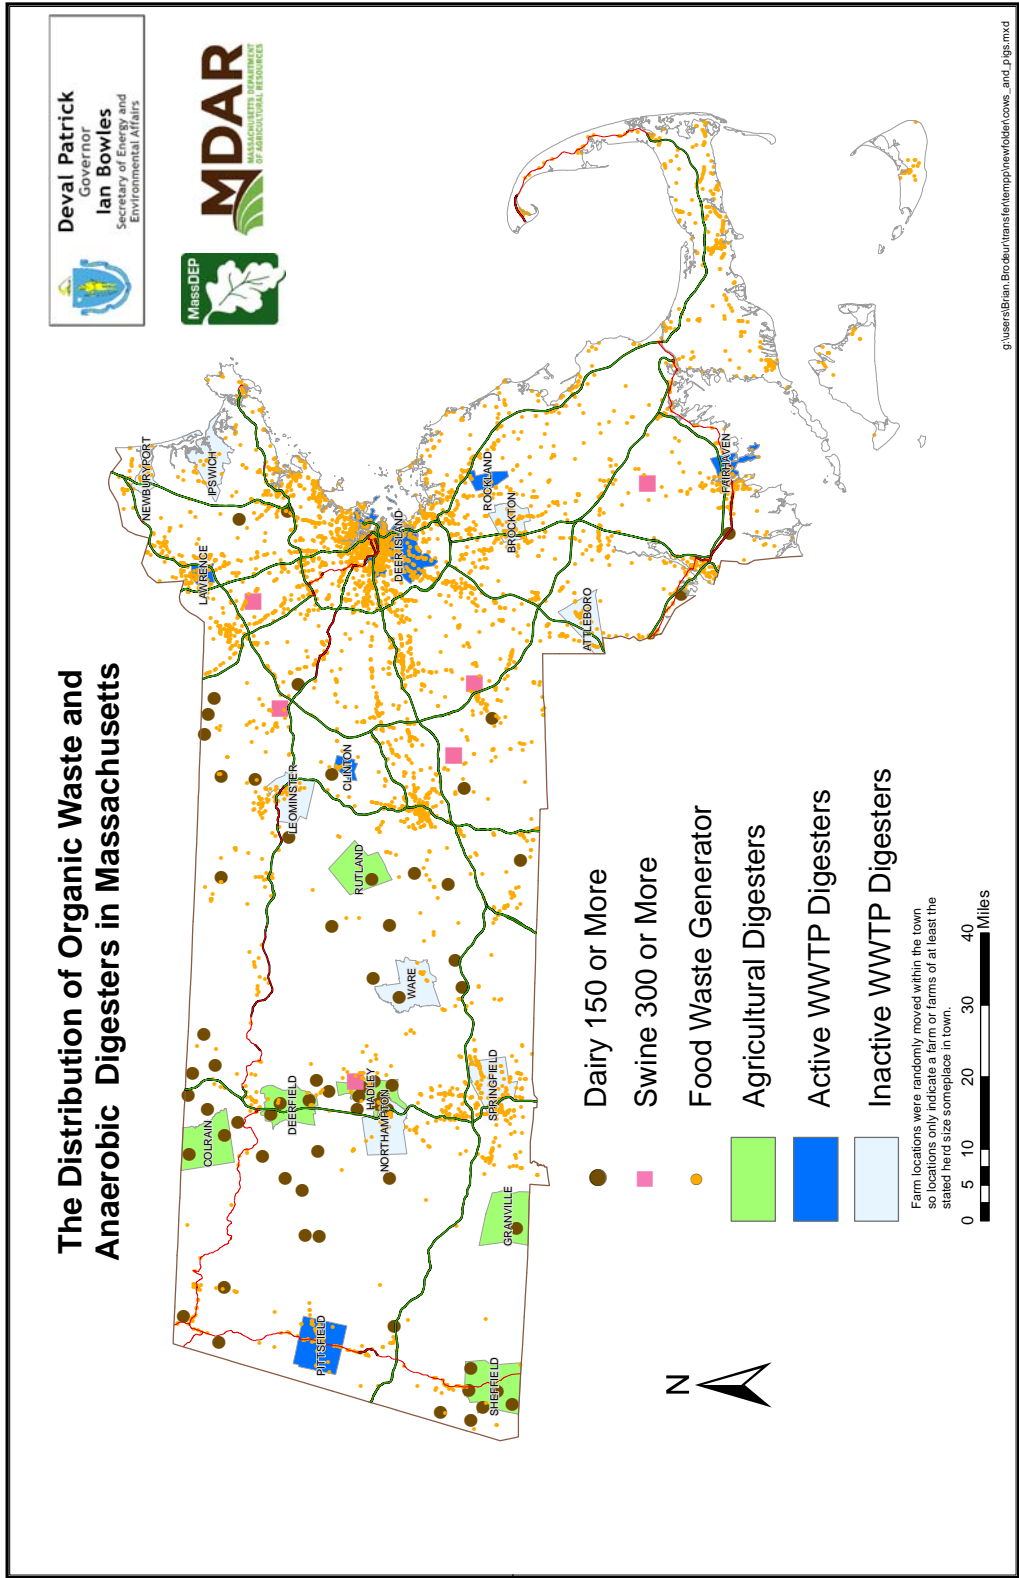 The Distribution of Organic Waste and
Anaerobic Digesters in Massachusetts
Deval Patrick
Governor
Ian Bowles
Secretary of Energy and
Environmental Affairs
MassDEP
MDAR
MASSACHUSETTS DEPARTMENT
OF AGRICULTURAL RESOURCES
NEWBURYPORT
IPSWICH
LAWRENCE
DEER ISLAND
ROCKLAND
BROCKTON
FAIRHAVEN
ATTLEBORO
CLINTON
LEOMINSTER
RUTLAND
WARE
COLRAIN
DEERFIELD
HADLEY
NORTHAMPTON
SPRINGFIELD
GRANVILLE
PITTSFIELD
SHEFFIELD
N
Dairy 150 or More
Swine 300 or More
Food Waste Generator
Agricultural Digesters
Active WWTP Digesters
Inactive WWTP Digesters
Farm locations were randomly moved within the town
so locations only indicate a farm or farms of at least the
stated herd size someplace in town.
0 5 10 20 30 40
Miles
g:\users\Brian.Brodeur\transfer\tempp\newfolder\cows_and_pigs.mxd